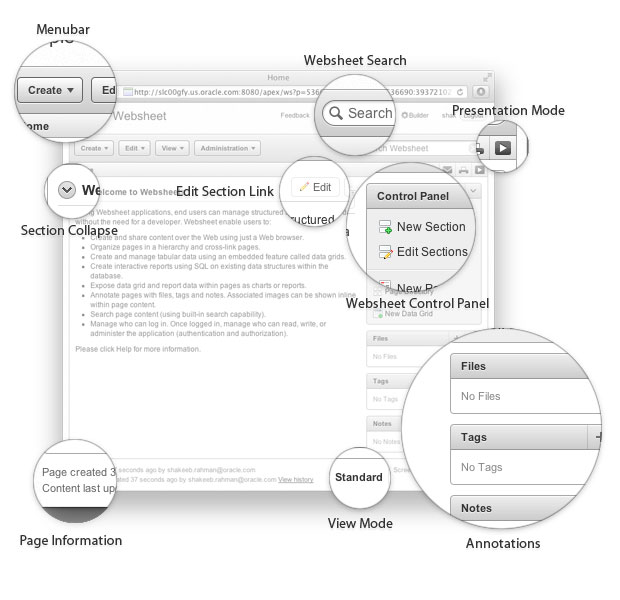 Menubar
Websheet Search
Presentation Mode
Home
Create
Ed
http://slc00gfy.us.oracle.com:8080/apex/ws?p=536
36690:39372102
Search
Websheet
Feedback
Builder
Logout
ome
Create
Edit
View
Administration
Search Websheet
We
come to Webshee
Edit Section Link
Edit
ructured
Section Collapse
Control Panel
New Section
Edit Sections
New Pa
Websheet Control Panel
New Data Grid
g Websheet applications, end users can manage structured
without the need for a developer. Websheet enable users to:
Create and share content over the Web using just a Web browser.
Organize pages in a hierarchy and cross-link pages.
Create and manage tabular data using an embedded feature called data grids.
Create interactive reports using SQL on existing data structures within the
database.
Expose data grid and report data within pages as charts or reports.
Annotate pages with files, tags and notes. Associated images can be shown inline
within page content.
Search page content (using built-in search capability).
Manage who can log in. Once logged in, manage who can read, write, or
administer the application (authentication and authorization).
Please click Help for more information.
Files
No Files
Tags
No Tags
Notes
No Notes
Files
No Files
Tags
No Tags
Notes
Annotations
Page created 3
Content last up
seconds ago by shakeeb.rahman@oracle.com
ated 37 seconds ago by shakeeb.rahman@oracle.com View history
Page Information
Standard
View Mode
Scree